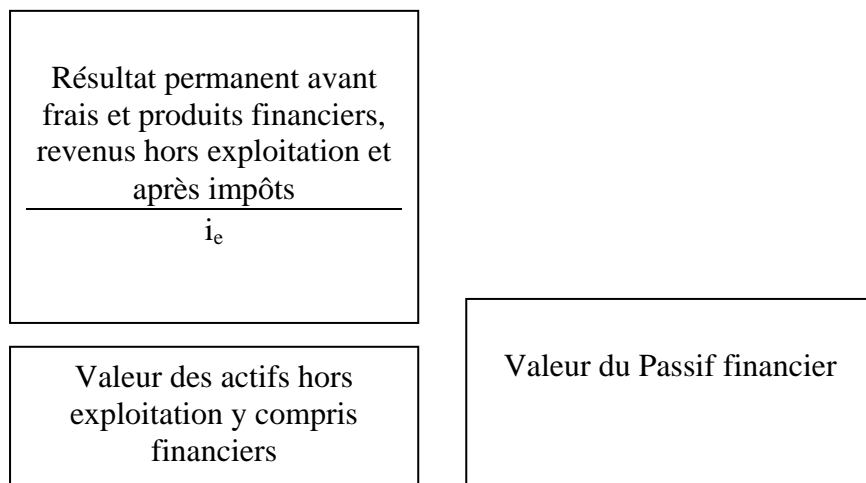 Résultat permanent avant
frais et produits financiers,
revenus hors exploitation et
après impôts
iₑ
Valeur des actifs hors
exploitation y compris
financiers
Valeur du Passif financier